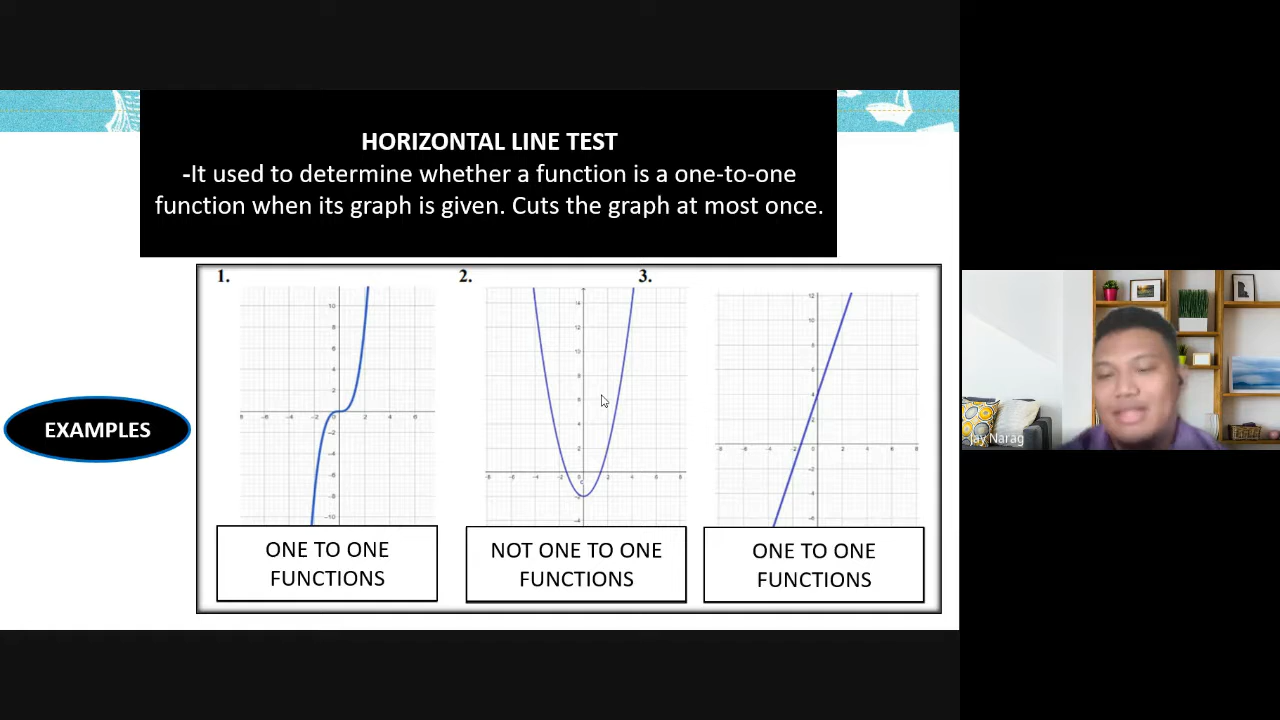 HORIZONTAL LINE TEST
-It used to determine whether a function is a one-to-one
function when its graph is given. Cuts the graph at most once.
1.
2.
3.
EXAMPLES
ONE TO ONE
FUNCTIONS
NOT ONE TO ONE
FUNCTIONS
ONE TO ONE
FUNCTIONS
Jay Narag